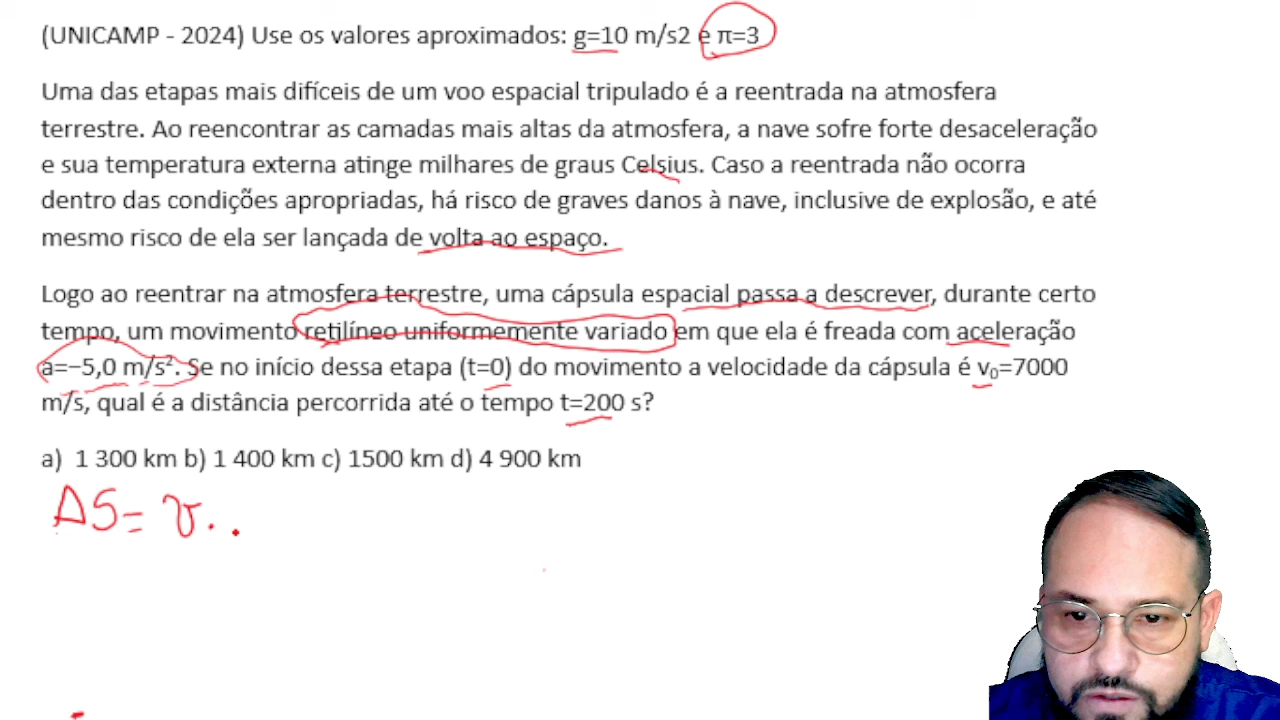 (UNICAMP - 2024) Use os valores aproximados: g=10 m/s2 e π=3
Uma das etapas mais difíceis de um voo espacial tripulado é a reentrada na atmosfera
terrestre. Ao reencontrar as camadas mais altas da atmosfera, a nave sofre forte desaceleração
e sua temperatura externa atinge milhares de graus Celsius. Caso a reentrada não ocorra
dentro das condições apropriadas, há risco de graves danos à nave, inclusive de explosão, e até
mesmo risco de ela ser lançada de volta ao espaço.
Logo ao reentrar na atmosfera terrestre, uma cápsula espacial passa a descrever, durante certo
tempo, um movimento retilíneo uniformemente variado em que ela é freada com aceleração
a=−5,0 m/s². Se no início dessa etapa (t=0) do movimento a velocidade da cápsula é v₀=7000
m/s, qual é a distância percorrida até o tempo t=200 s?
a) 1 300 km b) 1 400 km c) 1500 km d) 4 900 km
ΔS= v.